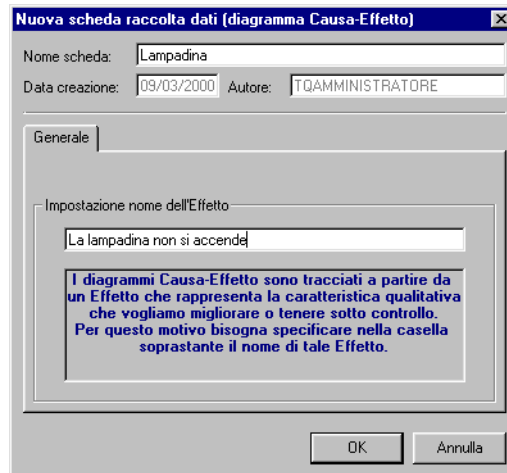 Nuova scheda raccolta dati (diagramma Causa-Effetto)
Nome scheda: Lampadina
Data creazione: 09/03/2000 Autore: TQAMMINISTRATORE
Generale
Impostazione nome dell'Effetto
La lampadina non si accende
I diagrammi Causa-Effetto sono tracciati a partire da
un Effetto che rappresenta la caratteristica qualitativa
che vogliamo migliorare o tenere sotto controllo.
Per questo motivo bisogna specificare nella casella
soprastante il nome di tale Effetto.
OK Annulla